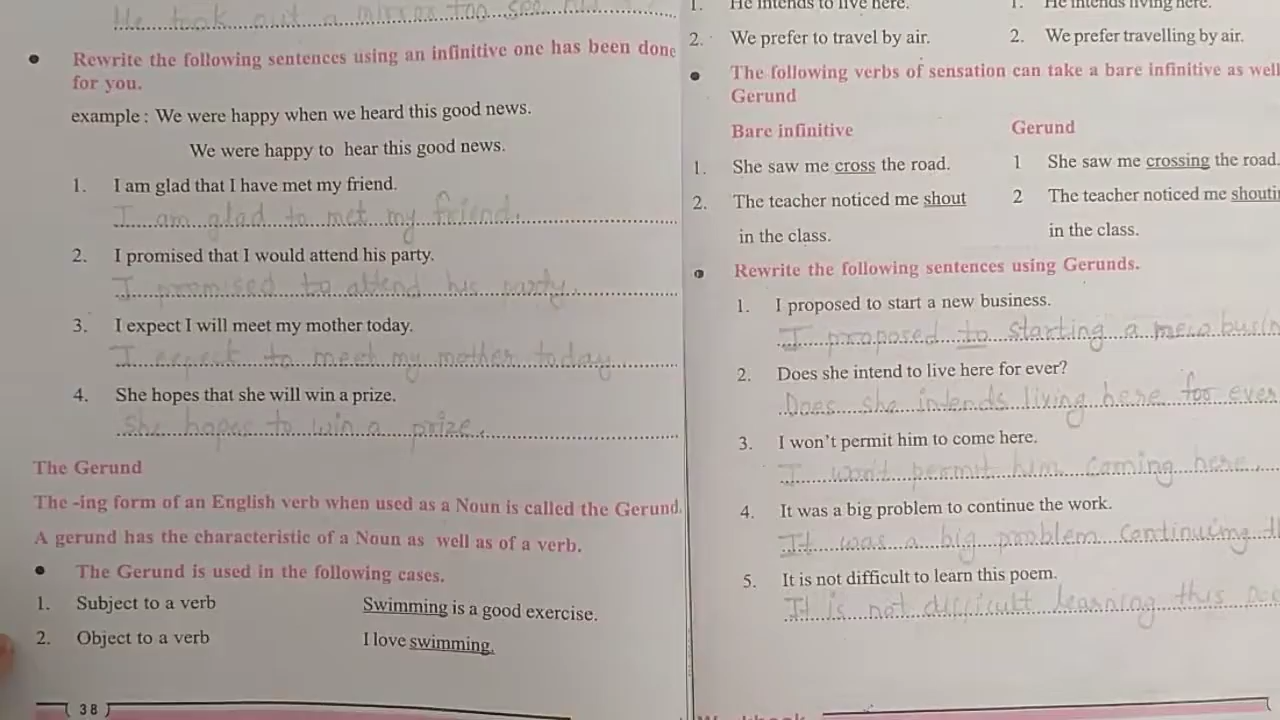 He took out a mirror too see
Rewrite the following sentences using an infinitive one has been done
for you.
example : We were happy when we heard this good news.
We were happy to hear this good news.
1. I am glad that I have met my friend.
I am glad to met my friend.
2. I promised that I would attend his party.
I promised to attend his party.
3. I expect I will meet my mother today.
I expect to meet my mother today
4. She hopes that she will win a prize.
She hopes to win a prize.
The Gerund
The -ing form of an English verb when used as a Noun is called the Gerund.
A gerund has the characteristic of a Noun as well as of a verb.
The Gerund is used in the following cases.
1. Subject to a verb Swimming is a good exercise.
2. Object to a verb I love swimming.
38
1. He intends to live here. 1. He intends living here.
2. We prefer to travel by air. 2. We prefer travelling by air.
The following verbs of sensation can take a bare infinitive as well
Gerund
Bare infinitive Gerund
1. She saw me cross the road. 1 She saw me crossing the road.
2. The teacher noticed me shout 2 The teacher noticed me shoutin
in the class. in the class.
Rewrite the following sentences using Gerunds.
1. I proposed to start a new business.
I proposed to starting a new busin
2. Does she intend to live here for ever?
Does she intends living here for ever
3. I won't permit him to come here.
I won't permit him coming here.
4. It was a big problem to continue the work.
It was a big problem continuing
5. It is not difficult to learn this poem.
It is not difficult learning this